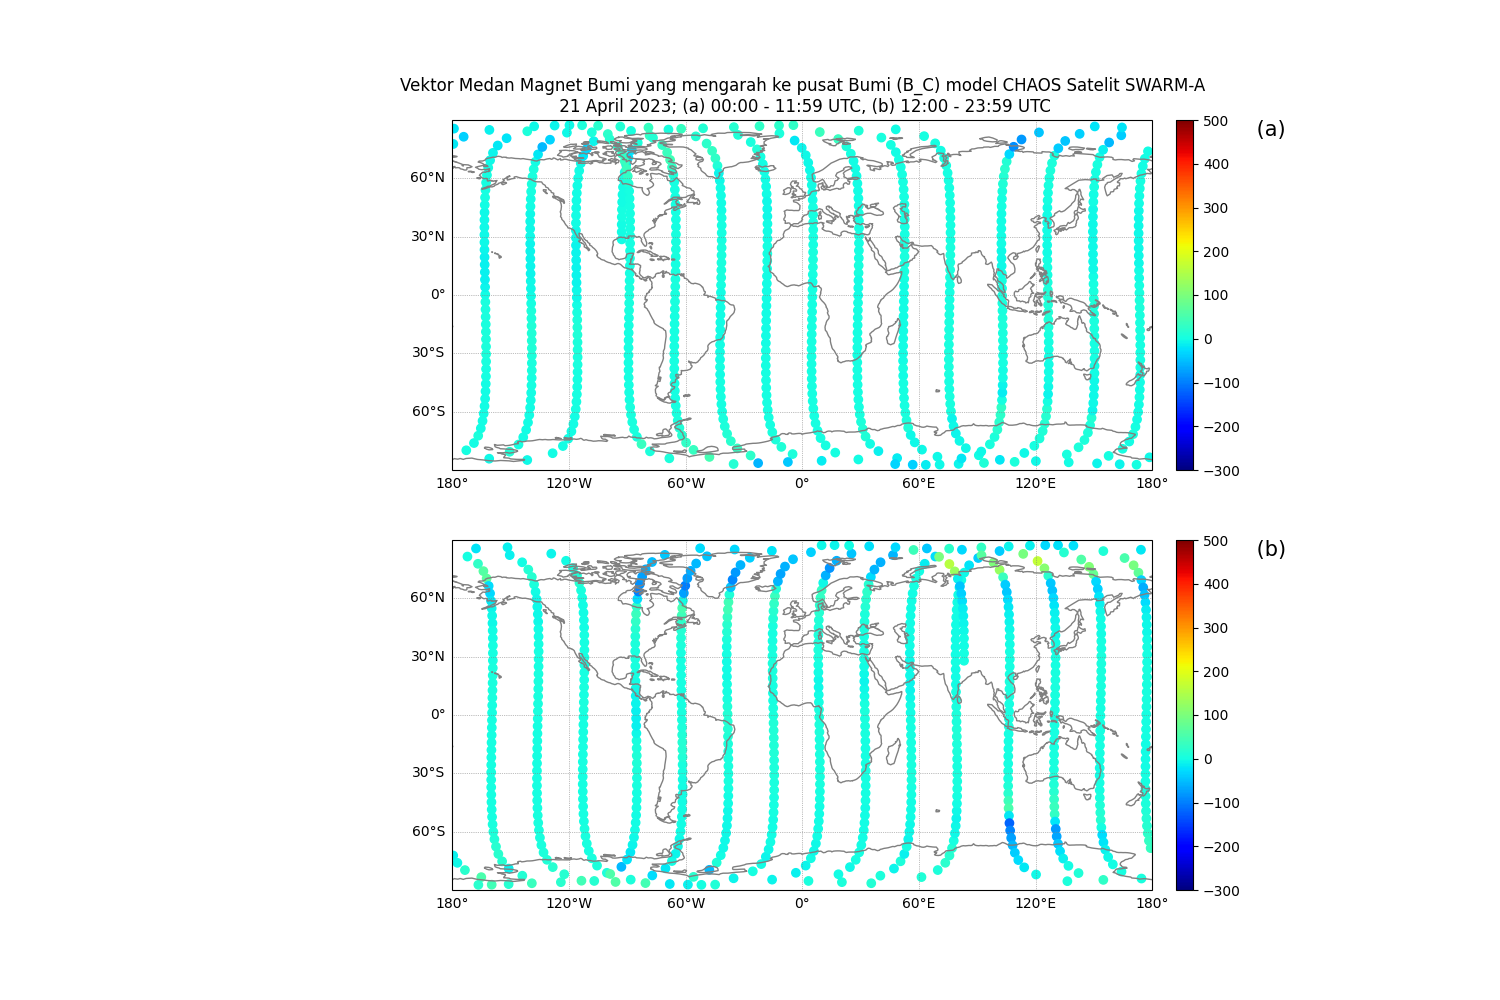 Vektor Medan Magnet Bumi yang mengarah ke pusat Bumi (B_C) model CHAOS Satelit SWARM-A
21 April 2023; (a) 00:00 - 11:59 UTC, (b) 12:00 - 23:59 UTC
(a)
60°N
30°N
0°
30°S
60°S
180° 120°W 60°W 0° 60°E 120°E 180°
500
400
300
200
100
0
−100
−200
−300
(b)
60°N
30°N
0°
30°S
60°S
180° 120°W 60°W 0° 60°E 120°E 180°
500
400
300
200
100
0
−100
−200
−300